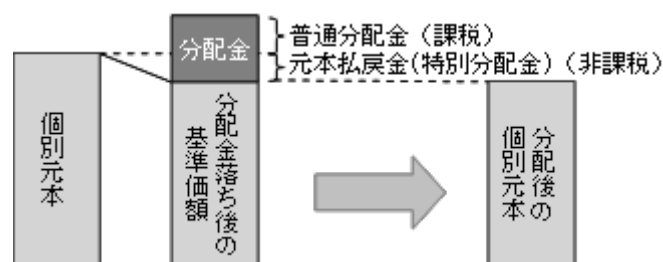 分配金
普通分配金（課税）
元本払戻金(特別分配金)（非課税）
個別元本
分配金落ち後の
基準価額
分配後の
個別元本